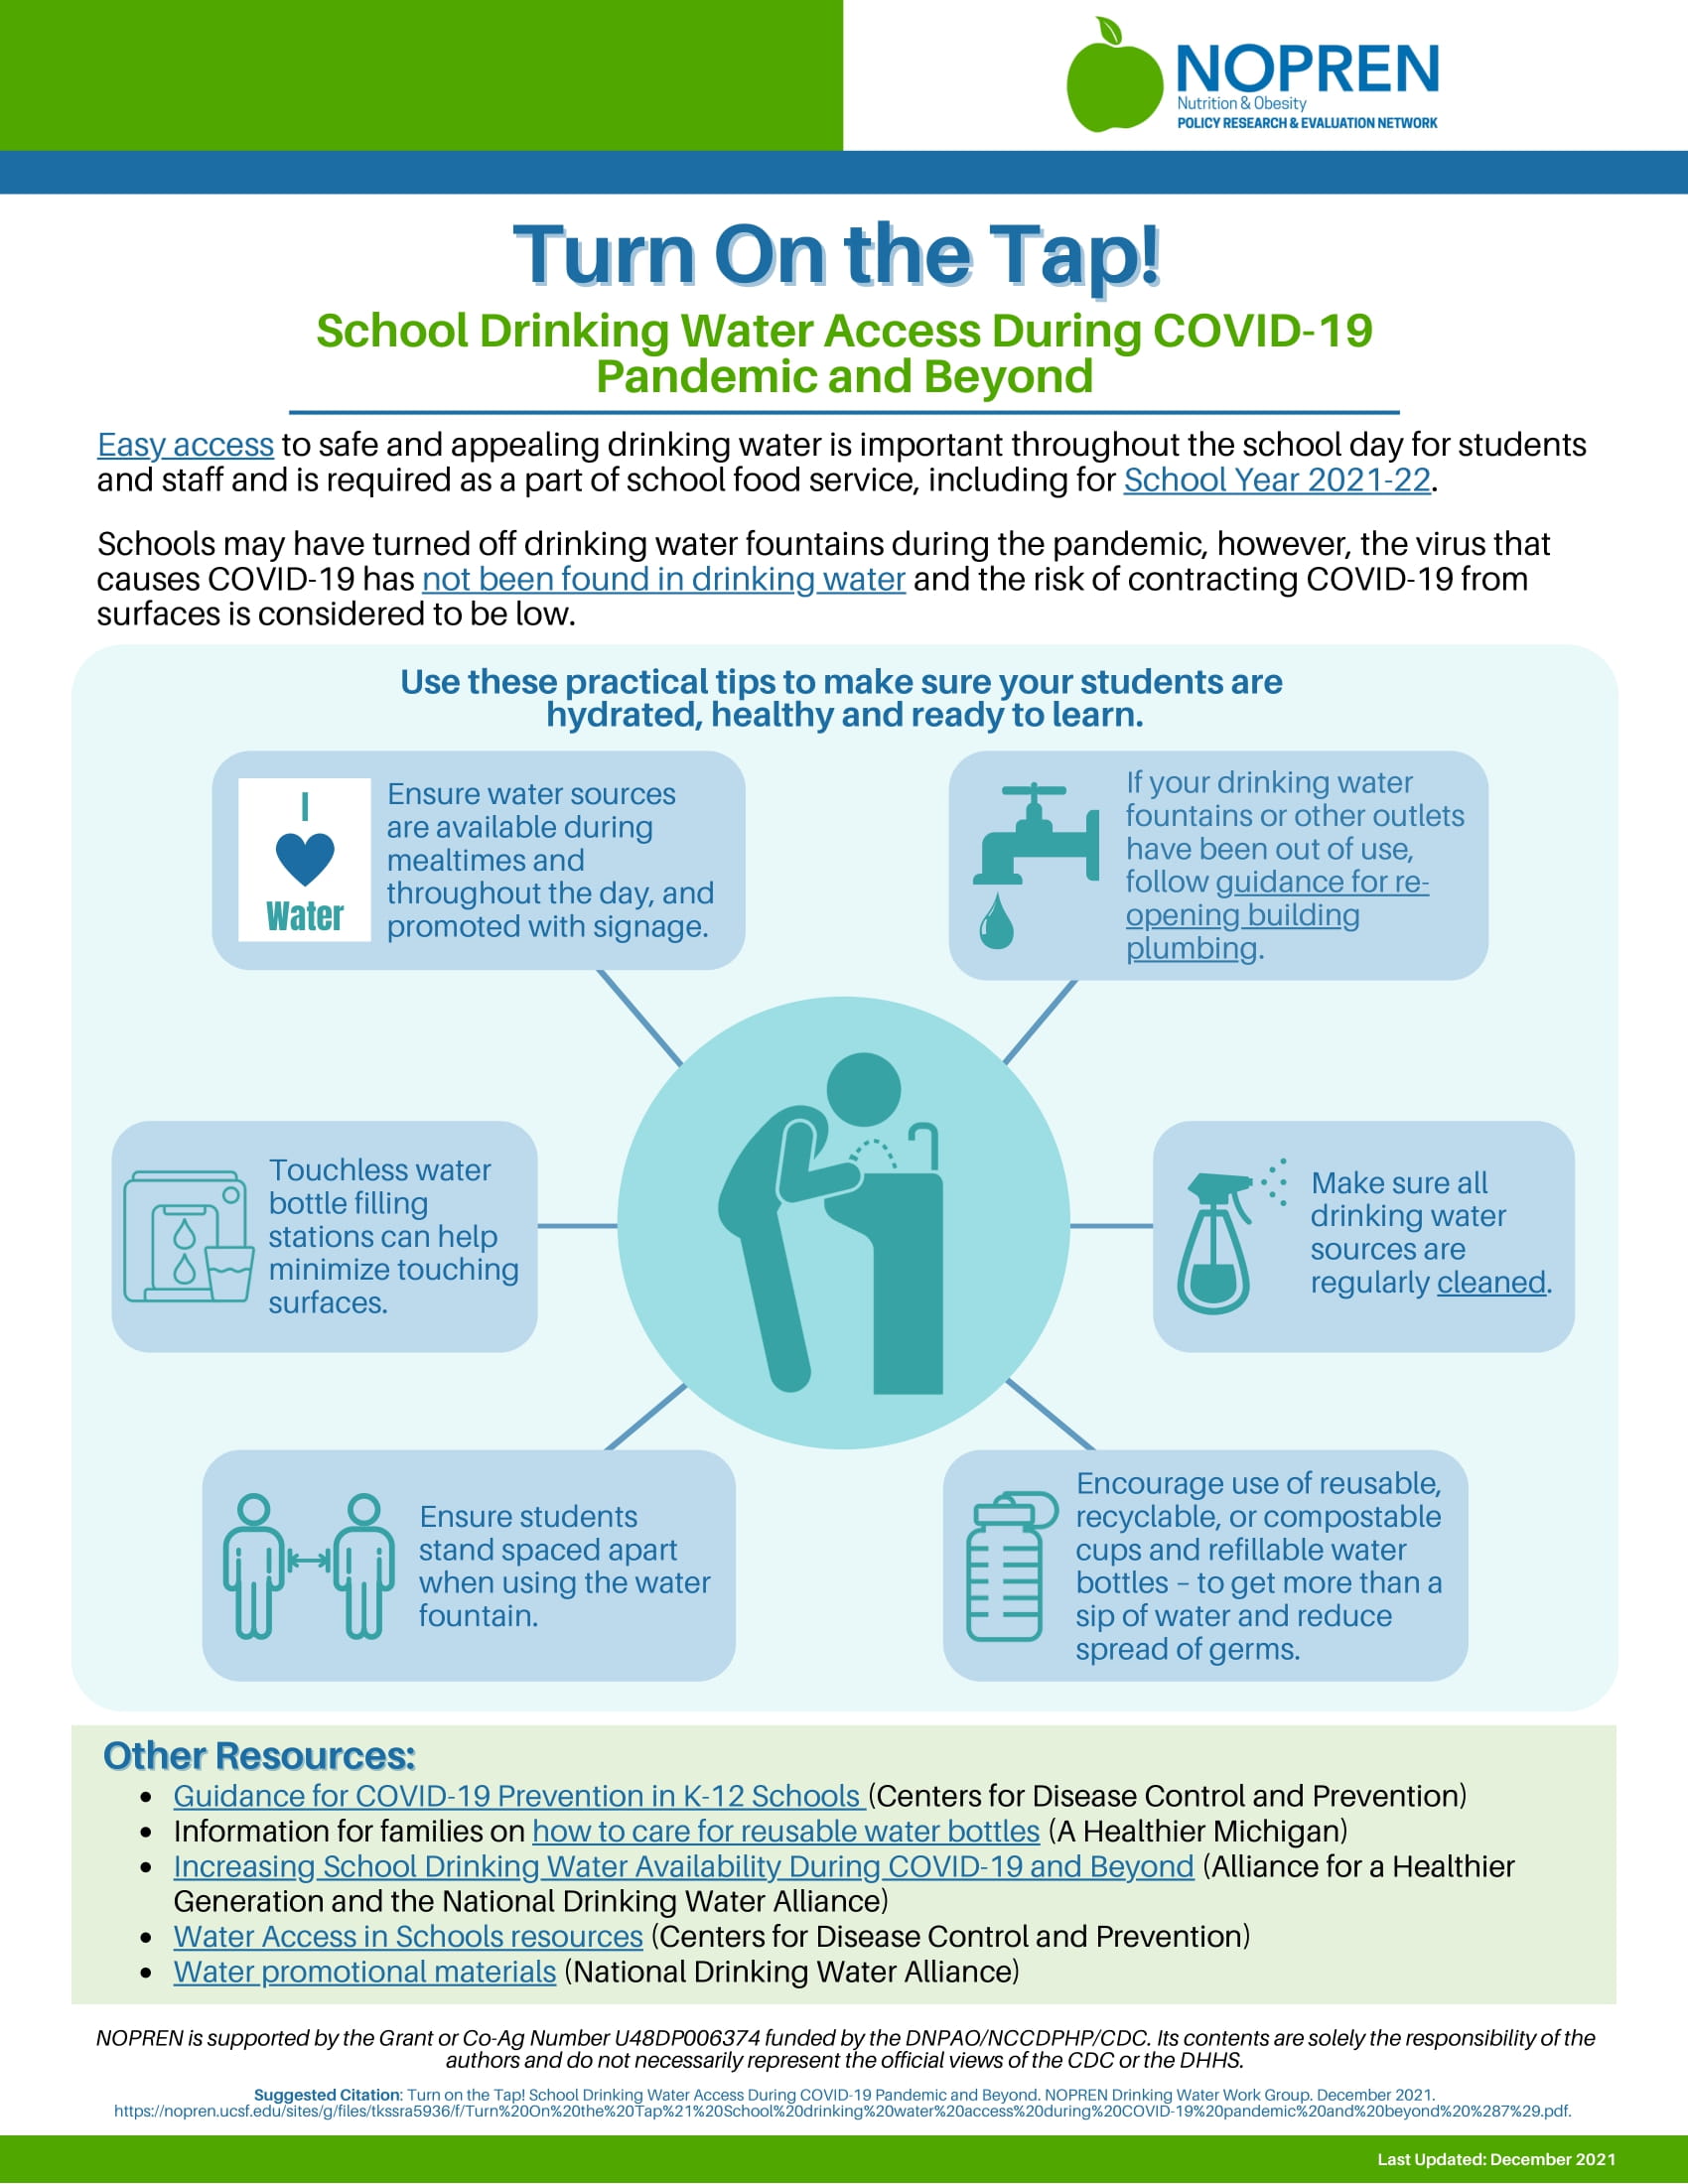 NOPREN
Nutrition & Obesity
POLICY RESEARCH & EVALUATION NETWORK
Turn On the Tap!
School Drinking Water Access During COVID-19
Pandemic and Beyond
Easy access to safe and appealing drinking water is important throughout the school day for students
and staff and is required as a part of school food service, including for School Year 2021-22.
Schools may have turned off drinking water fountains during the pandemic, however, the virus that
causes COVID-19 has not been found in drinking water and the risk of contracting COVID-19 from
surfaces is considered to be low.
Use these practical tips to make sure your students are
hydrated, healthy and ready to learn.
I
Water
Ensure water sources
are available during
mealtimes and
throughout the day, and
promoted with signage.
If your drinking water
fountains or other outlets
have been out of use,
follow guidance for re-
opening building
plumbing.
Touchless water
bottle filling
stations can help
minimize touching
surfaces.
Make sure all
drinking water
sources are
regularly cleaned.
Ensure students
stand spaced apart
when using the water
fountain.
Encourage use of reusable,
recyclable, or compostable
cups and refillable water
bottles – to get more than a
sip of water and reduce
spread of germs.
Other Resources:
• Guidance for COVID-19 Prevention in K-12 Schools (Centers for Disease Control and Prevention)
• Information for families on how to care for reusable water bottles (A Healthier Michigan)
• Increasing School Drinking Water Availability During COVID-19 and Beyond (Alliance for a Healthier
Generation and the National Drinking Water Alliance)
• Water Access in Schools resources (Centers for Disease Control and Prevention)
• Water promotional materials (National Drinking Water Alliance)
NOPREN is supported by the Grant or Co-Ag Number U48DP006374 funded by the DNPAO/NCCDPHP/CDC. Its contents are solely the responsibility of the
authors and do not necessarily represent the official views of the CDC or the DHHS.
Suggested Citation: Turn on the Tap! School Drinking Water Access During COVID-19 Pandemic and Beyond. NOPREN Drinking Water Work Group. December 2021.
https://nopren.ucsf.edu/sites/g/files/tkssra5936/f/Turn%20On%20the%20Tap%21%20School%20drinking%20water%20access%20during%20COVID-19%20pandemic%20and%20beyond%20%287%29.pdf.
Last Updated: December 2021